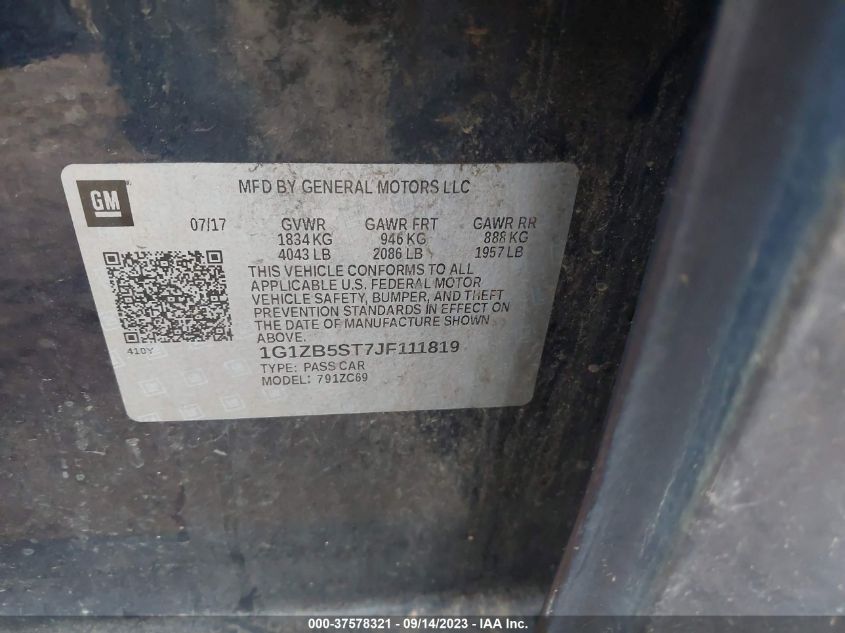 GM
MFD BY GENERAL MOTORS LLC
07/17 GVWR GAWR FRT GAWR RR
1834 KG 946 KG 888 KG
4043 LB 2086 LB 1957 LB
THIS VEHICLE CONFORMS TO ALL
APPLICABLE U.S. FEDERAL MOTOR
VEHICLE SAFETY, BUMPER, AND THEFT
PREVENTION STANDARDS IN EFFECT ON
THE DATE OF MANUFACTURE SHOWN
ABOVE.
410Y
1G1ZB5ST7JF111819
TYPE: PASS CAR
MODEL: 791ZC69
000-37578321 - 09/14/2023 - IAA Inc.